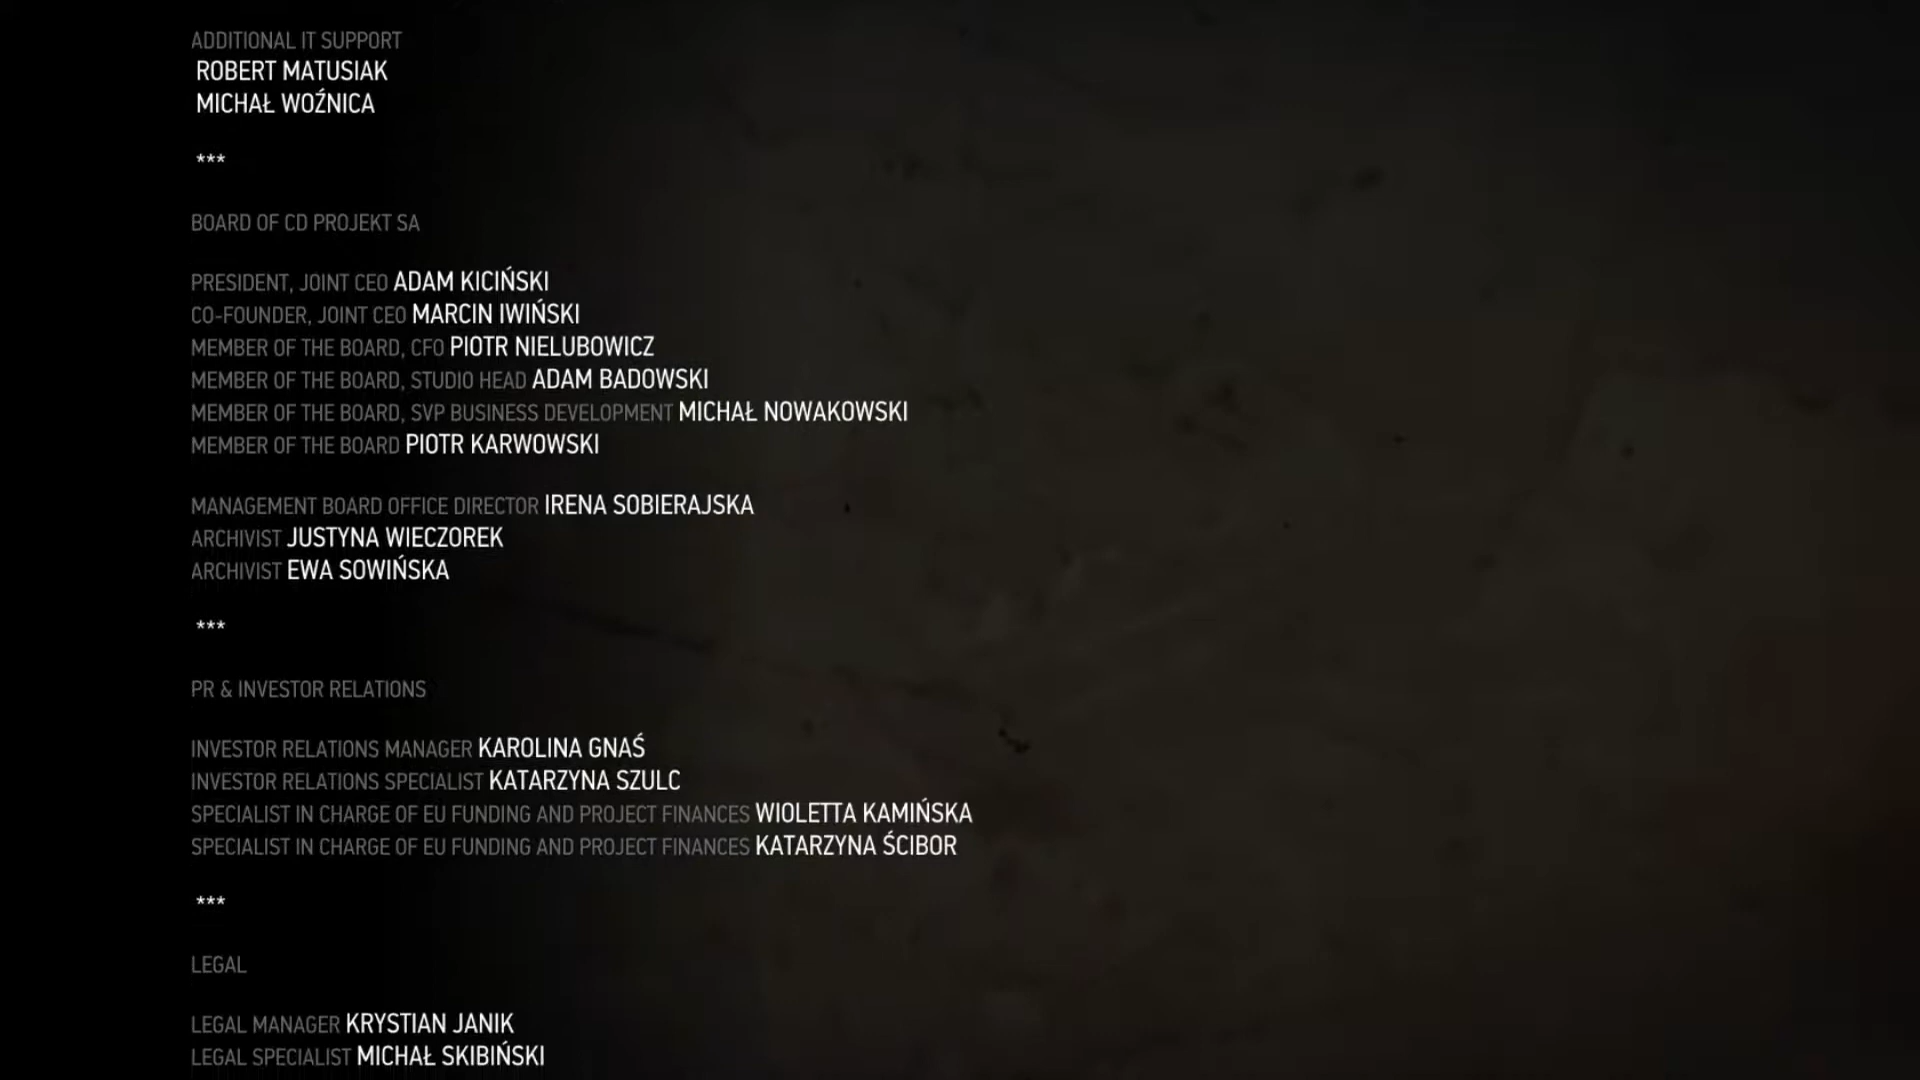 ADDITIONAL IT SUPPORT
ROBERT MATUSIAK
MICHAŁ WOŹNICA
***
BOARD OF CD PROJEKT SA
PRESIDENT, JOINT CEO ADAM KICIŃSKI
CO-FOUNDER, JOINT CEO MARCIN IWIŃSKI
MEMBER OF THE BOARD, CFO PIOTR NIELUBOWICZ
MEMBER OF THE BOARD, STUDIO HEAD ADAM BADOWSKI
MEMBER OF THE BOARD, SVP BUSINESS DEVELOPMENT MICHAŁ NOWAKOWSKI
MEMBER OF THE BOARD PIOTR KARWOWSKI
MANAGEMENT BOARD OFFICE DIRECTOR IRENA SOBIERAJSKA
ARCHIVIST JUSTYNA WIECZOREK
ARCHIVIST EWA SOWIŃSKA
***
PR & INVESTOR RELATIONS
INVESTOR RELATIONS MANAGER KAROLINA GNAŚ
INVESTOR RELATIONS SPECIALIST KATARZYNA SZULC
SPECIALIST IN CHARGE OF EU FUNDING AND PROJECT FINANCES WIOLETTA KAMIŃSKA
SPECIALIST IN CHARGE OF EU FUNDING AND PROJECT FINANCES KATARZYNA ŚCIBOR
***
LEGAL
LEGAL MANAGER KRYSTIAN JANIK
LEGAL SPECIALIST MICHAŁ SKIBIŃSKI